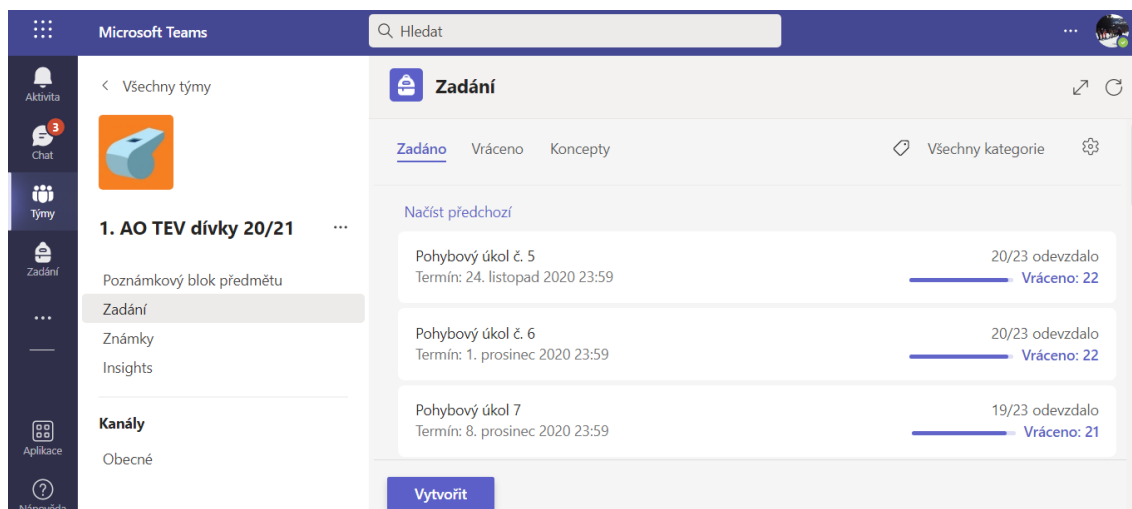 Microsoft Teams
Hledat
Aktivita
3
Chat
Týmy
Zadání
Aplikace
Nápověda
Všechny týmy
1. AO TEV dívky 20/21
Poznámkový blok předmětu
Zadání
Známky
Insights
Kanály
Obecné
Zadání
Zadáno Vráceno Koncepty Všechny kategorie
Načíst předchozí
Pohybový úkol č. 5 20/23 odevzdalo
Termín: 24. listopad 2020 23:59 Vráceno: 22
Pohybový úkol č. 6 20/23 odevzdalo
Termín: 1. prosinec 2020 23:59 Vráceno: 22
Pohybový úkol 7 19/23 odevzdalo
Termín: 8. prosinec 2020 23:59 Vráceno: 21
Vytvořit